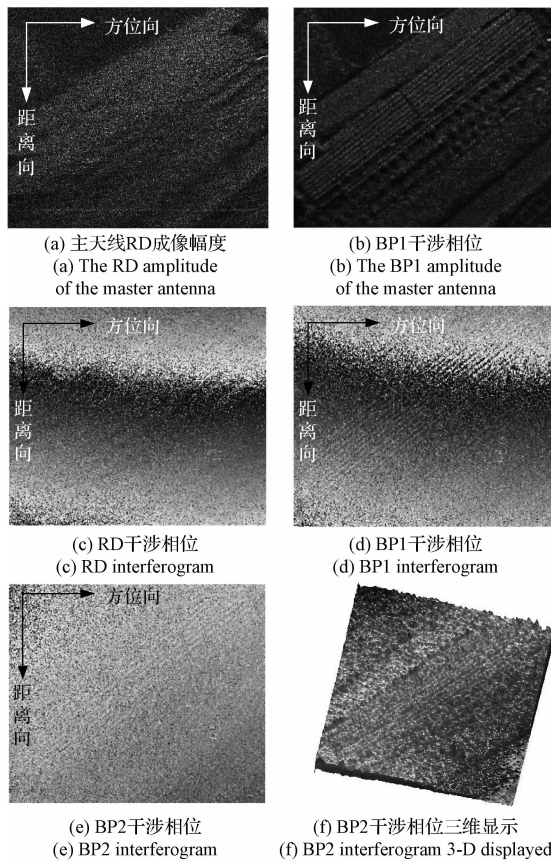 方位向
距离向
方位向
距离向
(a) 主天线RD成像幅度
(a) The RD amplitude
of the master antenna
(b) BP1干涉相位
(b) The BP1 amplitude
of the master antenna
方位向
距离向
方位向
距离向
(c) RD干涉相位
(c) RD interferogram
(d) BP1干涉相位
(d) BP1 interferogram
方位向
距离向
(e) BP2干涉相位
(e) BP2 interferogram
(f) BP2干涉相位三维显示
(f) BP2 interferogram 3-D displayed